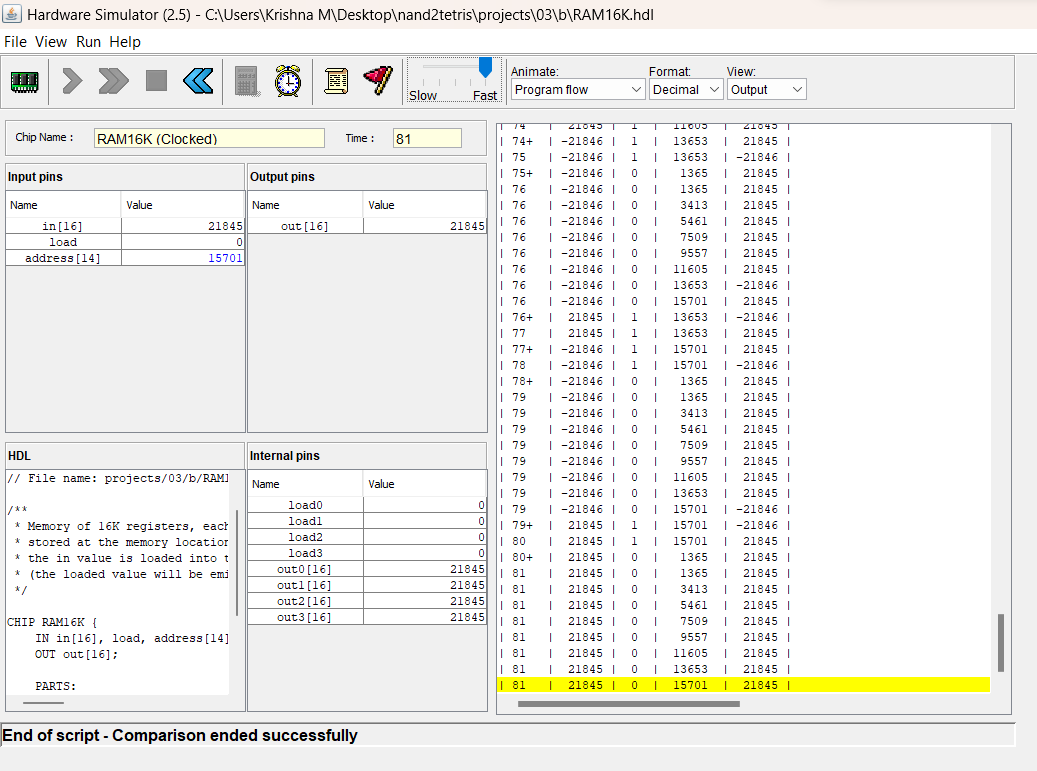 Hardware Simulator (2.5) - C:\Users\Krishna M\Desktop\nand2tetris\projects\03\b\RAM16K.hdl
File View Run Help
Slow Fast
Animate: Format: View:
Program flow Decimal Output
Chip Name : RAM16K (Clocked) Time : 81
Input pins
Name Value
in[16] 21845
load 0
address[14] 15701
Output pins
Name Value
out[16] 21845
HDL
// File name: projects/03/b/RAM1
/**
* Memory of 16K registers, each
* stored at the memory location
* the in value is loaded into t
* (the loaded value will be emi
*/
CHIP RAM16K {
IN in[16], load, address[14]
OUT out[16];
PARTS:
Internal pins
Name Value
load0 0
load1 0
load2 0
load3 0
out0[16] 21845
out1[16] 21845
out2[16] 21845
out3[16] 21845
| 74 | 21845 | 1 | 11605 | 21845 |
| 74+ | -21846 | 1 | 13653 | 21845 |
| 75 | -21846 | 1 | 13653 | -21846 |
| 75+ | -21846 | 0 | 1365 | 21845 |
| 76 | -21846 | 0 | 1365 | 21845 |
| 76 | -21846 | 0 | 3413 | 21845 |
| 76 | -21846 | 0 | 5461 | 21845 |
| 76 | -21846 | 0 | 7509 | 21845 |
| 76 | -21846 | 0 | 9557 | 21845 |
| 76 | -21846 | 0 | 11605 | 21845 |
| 76 | -21846 | 0 | 13653 | -21846 |
| 76 | -21846 | 0 | 15701 | 21845 |
| 76+ | 21845 | 1 | 13653 | -21846 |
| 77 | 21845 | 1 | 13653 | 21845 |
| 77+ | -21846 | 1 | 15701 | 21845 |
| 78 | -21846 | 1 | 15701 | -21846 |
| 78+ | -21846 | 0 | 1365 | 21845 |
| 79 | -21846 | 0 | 1365 | 21845 |
| 79 | -21846 | 0 | 3413 | 21845 |
| 79 | -21846 | 0 | 5461 | 21845 |
| 79 | -21846 | 0 | 7509 | 21845 |
| 79 | -21846 | 0 | 9557 | 21845 |
| 79 | -21846 | 0 | 11605 | 21845 |
| 79 | -21846 | 0 | 13653 | 21845 |
| 79 | -21846 | 0 | 15701 | -21846 |
| 79+ | 21845 | 1 | 15701 | -21846 |
| 80 | 21845 | 1 | 15701 | 21845 |
| 80+ | 21845 | 0 | 1365 | 21845 |
| 81 | 21845 | 0 | 1365 | 21845 |
| 81 | 21845 | 0 | 3413 | 21845 |
| 81 | 21845 | 0 | 5461 | 21845 |
| 81 | 21845 | 0 | 7509 | 21845 |
| 81 | 21845 | 0 | 9557 | 21845 |
| 81 | 21845 | 0 | 11605 | 21845 |
| 81 | 21845 | 0 | 13653 | 21845 |
| 81 | 21845 | 0 | 15701 | 21845 |
End of script - Comparison ended successfully